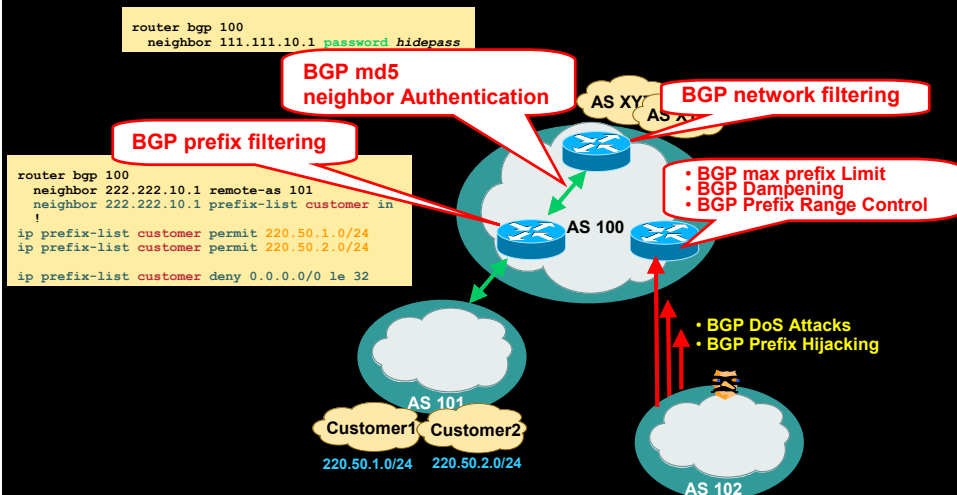 router bgp 100
neighbor 111.111.10.1 password hidepass
BGP md5
neighbor Authentication
AS XY
AS X
BGP network filtering
BGP prefix filtering
router bgp 100
neighbor 222.222.10.1 remote-as 101
neighbor 222.222.10.1 prefix-list customer in
!
ip prefix-list customer permit 220.50.1.0/24
ip prefix-list customer permit 220.50.2.0/24
ip prefix-list customer deny 0.0.0.0/0 le 32
• BGP max prefix Limit
• BGP Dampening
• BGP Prefix Range Control
AS 100
• BGP DoS Attacks
• BGP Prefix Hijacking
AS 101
Customer1
Customer2
220.50.1.0/24
220.50.2.0/24
AS 102